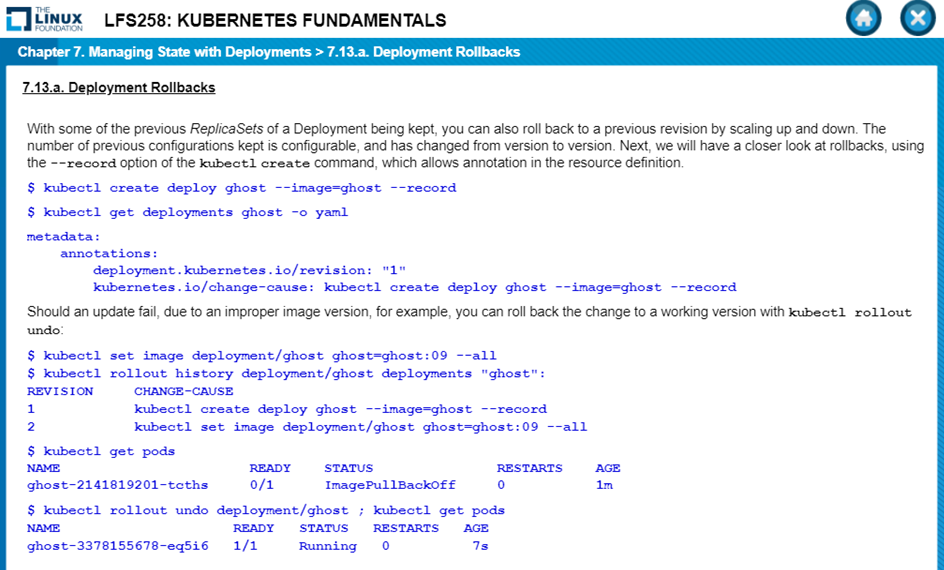 THE
LINUX
FOUNDATION
LFS258: KUBERNETES FUNDAMENTALS
Chapter 7. Managing State with Deployments > 7.13.a. Deployment Rollbacks
7.13.a. Deployment Rollbacks
With some of the previous ReplicaSets of a Deployment being kept, you can also roll back to a previous revision by scaling up and down. The
number of previous configurations kept is configurable, and has changed from version to version. Next, we will have a closer look at rollbacks, using
the --record option of the kubectl create command, which allows annotation in the resource definition.
$ kubectl create deploy ghost --image=ghost --record
$ kubectl get deployments ghost -o yaml
metadata:
annotations:
deployment.kubernetes.io/revision: "1"
kubernetes.io/change-cause: kubectl create deploy ghost --image=ghost --record
Should an update fail, due to an improper image version, for example, you can roll back the change to a working version with kubectl rollout
undo:
$ kubectl set image deployment/ghost ghost=ghost:09 --all
$ kubectl rollout history deployment/ghost deployments "ghost":
REVISION CHANGE-CAUSE
1 kubectl create deploy ghost --image=ghost --record
2 kubectl set image deployment/ghost ghost=ghost:09 --all
$ kubectl get pods
NAME READY STATUS RESTARTS AGE
ghost-2141819201-tcths 0/1 ImagePullBackOff 0 1m
$ kubectl rollout undo deployment/ghost ; kubectl get pods
NAME READY STATUS RESTARTS AGE
ghost-3378155678-eq5i6 1/1 Running 0 7s